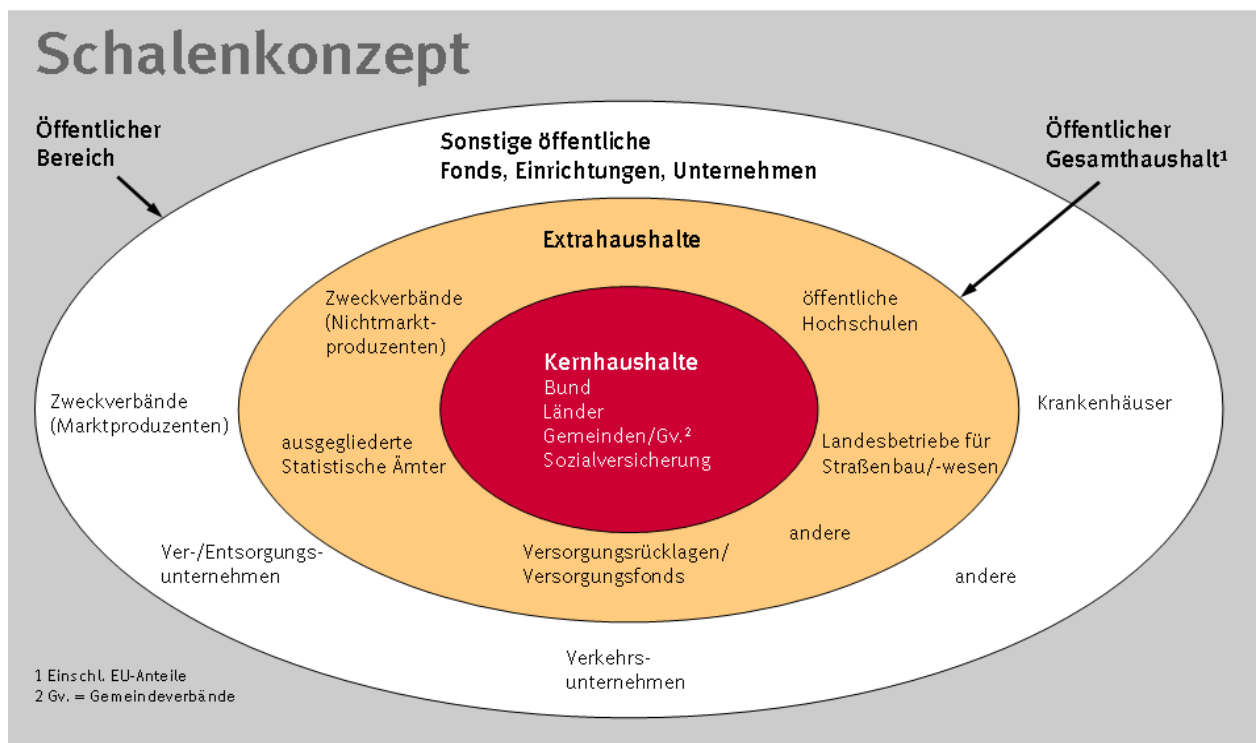 Schalenkonzept
Öffentlicher
Bereich
Sonstige öffentliche
Fonds, Einrichtungen, Unternehmen
Öffentlicher
Gesamthaushalt¹
Extrahaushalte
Zweckverbände
(Nichtmarkt-
produzenten)
öffentliche
Hochschulen
Kernhaushalte
Bund
Länder
Gemeinden/Gv.²
Sozialversicherung
Zweckverbände
(Marktproduzenten)
ausgegliederte
Statistische Ämter
Landesbetriebe für
Straßenbau/-wesen
Krankenhäuser
Ver-/Entsorgungs-
unternehmen
Versorgungsrücklagen/
Versorgungsfonds
andere
andere
Verkehrs-
unternehmen
1 Einschl. EU-Anteile
2 Gv. = Gemeindeverbände